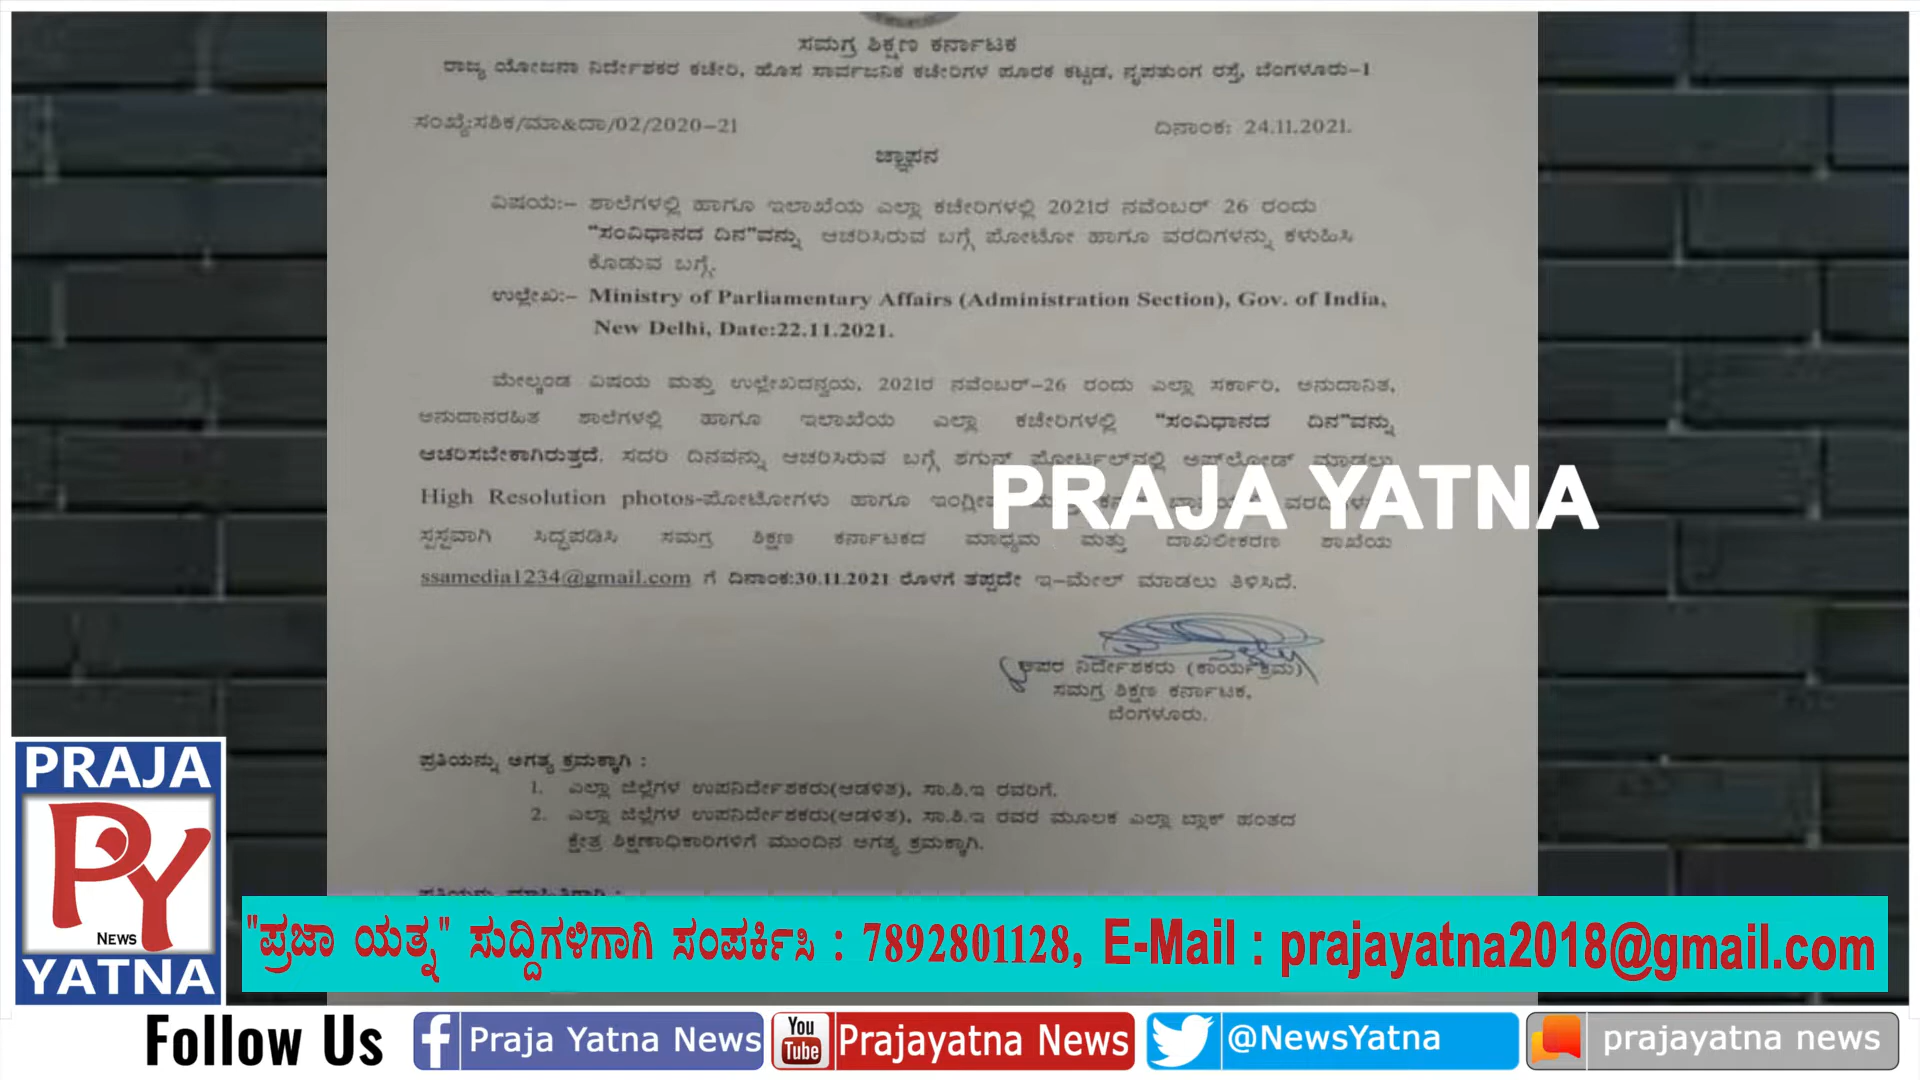 ಸಮಗ್ರ ಶಿಕ್ಷಣ ಕರ್ನಾಟಕ
ರಾಜ್ಯ ಯೋಜನಾ ನಿರ್ದೇಶಕರ ಕಚೇರಿ, ಹೊಸ ಸಾರ್ವಜನಿಕ ಕಚೇರಿಗಳ ಪೂರಕ ಕಟ್ಟಡ, ನೃಪತುಂಗ ರಸ್ತೆ, ಬೆಂಗಳೂರು-1
ಸಂಖ್ಯೆ:ಸಶಿಕ/ಮಾ&ದಾ/02/2020-21 ದಿನಾಂಕ: 24.11.2021.
ಜ್ಞಾಪನ
ವಿಷಯ:- ಶಾಲೆಗಳಲ್ಲಿ ಹಾಗೂ ಇಲಾಖೆಯ ಎಲ್ಲಾ ಕಚೇರಿಗಳಲ್ಲಿ 2021ರ ನವೆಂಬರ್ 26 ರಂದು
"ಸಂವಿಧಾನದ ದಿನ"ವನ್ನು ಆಚರಿಸಿರುವ ಬಗ್ಗೆ ಪೋಟೋ ಹಾಗೂ ವರದಿಗಳನ್ನು ಕಳುಹಿಸಿ
ಕೊಡುವ ಬಗ್ಗೆ.
ಉಲ್ಲೇಖ:- Ministry of Parliamentary Affairs (Administration Section), Gov. of India,
New Delhi, Date:22.11.2021.
ಮೇಲ್ಕಂಡ ವಿಷಯ ಮತ್ತು ಉಲ್ಲೇಖದನ್ವಯ, 2021ರ ನವೆಂಬರ್-26 ರಂದು ಎಲ್ಲಾ ಸರ್ಕಾರಿ, ಅನುದಾನಿತ,
ಅನುದಾನರಹಿತ ಶಾಲೆಗಳಲ್ಲಿ ಹಾಗೂ ಇಲಾಖೆಯ ಎಲ್ಲಾ ಕಚೇರಿಗಳಲ್ಲಿ "ಸಂವಿಧಾನದ ದಿನ"ವನ್ನು
ಆಚರಿಸಬೇಕಾಗಿರುತ್ತದೆ. ಸದರಿ ದಿನವನ್ನು ಆಚರಿಸಿರುವ ಬಗ್ಗೆ ಶಗುನ್ ಪೋರ್ಟಲ್‌ನಲ್ಲಿ ಅಪ್‌ಲೋಡ್ ಮಾಡಲು
High Resolution photos-ಪೋಟೋಗಳು ಹಾಗೂ
ಸ್ಪಷ್ಟವಾಗಿ ಸಿದ್ಧಪಡಿಸಿ ಸಮಗ್ರ ಶಿಕ್ಷಣ ಕರ್ನಾಟಕದ ಮಾಧ್ಯಮ ಮತ್ತು ದಾಖಲೀಕರಣ ಶಾಖೆಯ
ssamedia1234@gmail.com ಗೆ ದಿನಾಂಕ:30.11.2021 ರೊಳಗೆ ತಪ್ಪದೇ ಇ-ಮೇಲ್ ಮಾಡಲು ತಿಳಿಸಿದೆ.
PRAJA YATNA
ಅಪರ ನಿರ್ದೇಶಕರು (ಕಾರ್ಯಕ್ರಮ)
ಸಮಗ್ರ ಶಿಕ್ಷಣ ಕರ್ನಾಟಕ,
ಬೆಂಗಳೂರು.
ಪ್ರತಿಯನ್ನು ಅಗತ್ಯ ಕ್ರಮಕ್ಕಾಗಿ :
1. ಎಲ್ಲಾ ಜಿಲ್ಲೆಗಳ ಉಪನಿರ್ದೇಶಕರು(ಆಡಳಿತ), ಸಾ.ಶಿ.ಇ ರವರಿಗೆ.
2. ಎಲ್ಲಾ ಜಿಲ್ಲೆಗಳ ಉಪನಿರ್ದೇಶಕರು(ಆಡಳಿತ), ಸಾ.ಶಿ.ಇ ರವರ ಮೂಲಕ ಎಲ್ಲಾ ಬ್ಲಾಕ್ ಹಂತದ
ಕ್ಷೇತ್ರ ಶಿಕ್ಷಣಾಧಿಕಾರಿಗಳಿಗೆ ಮುಂದಿನ ಅಗತ್ಯ ಕ್ರಮಕ್ಕಾಗಿ.
PRAJA
PY
NEWS
YATNA
"ಪ್ರಜಾ ಯತ್ನ" ಸುದ್ದಿಗಳಿಗಾಗಿ ಸಂಪರ್ಕಿಸಿ : 7892801128, E-Mail : prajayatna2018@gmail.com
Follow Us f Praja Yatna News You Tube Prajayatna News @NewsYatna prajayatna news